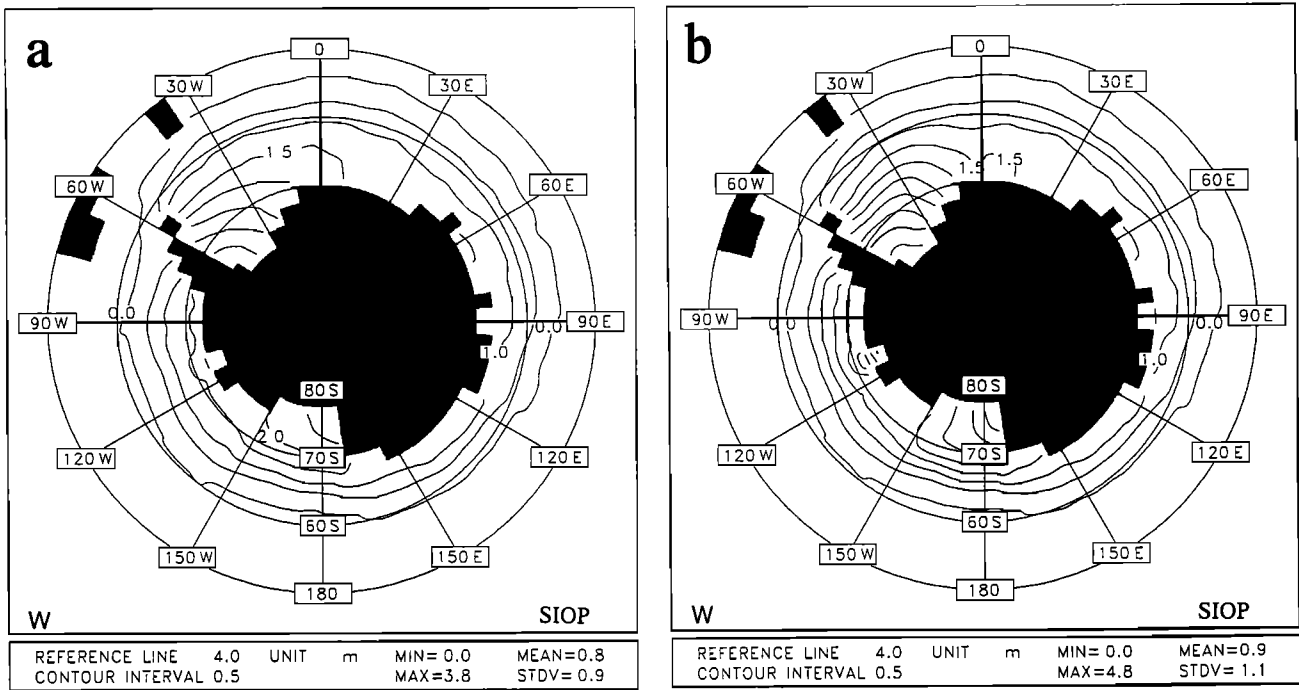 a
0
30W
30E
1.5
60W
60E
0.0
90W
0.0
90E
1.0
80S
2.0
70S
120W
120E
60S
150W
150E
180
W
SIOP
REFERENCE LINE 4.0 UNIT m MIN= 0.0 MEAN=0.8
CONTOUR INTERVAL 0.5 MAX=3.8 STDV= 0.9
b
0
30W
30E
1.5
1.5
60W
60E
90W
0.0
0.0
90E
1.0
80S
70S
120W
120E
60S
150W
150E
180
W
SIOP
REFERENCE LINE 4.0 UNIT m MIN= 0.0 MEAN=0.9
CONTOUR INTERVAL 0.5 MAX=4.8 STDV= 1.1